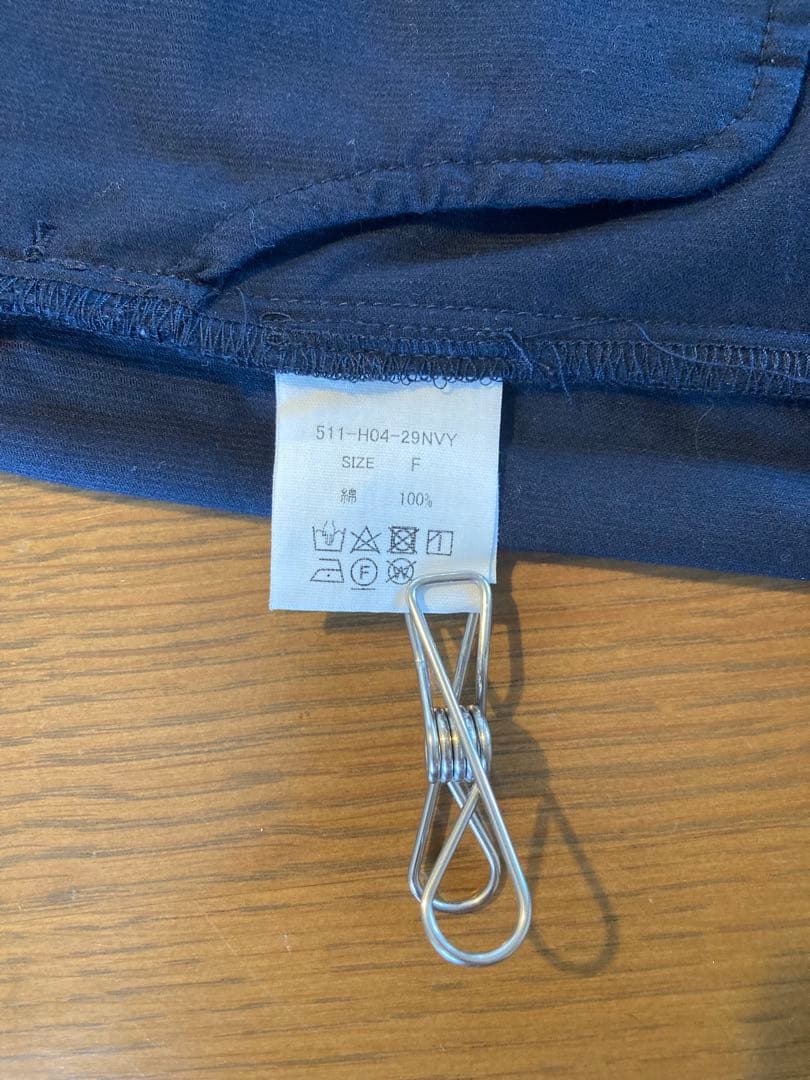 511-H04-29NVY
SIZE F
綿 100%
F W